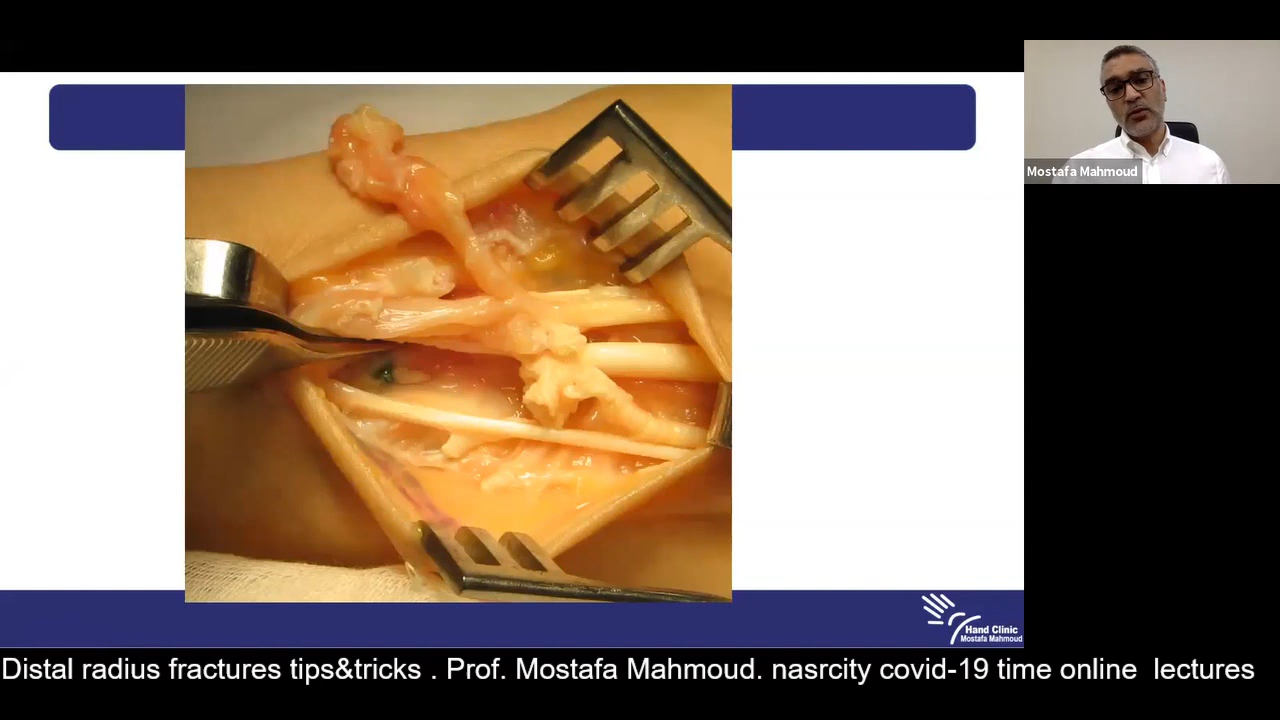 Mostafa Mahmoud
Hand Clinic
Mostafa Mahmoud
Distal radius fractures tips&tricks . Prof. Mostafa Mahmoud. nasrcity covid-19 time online  lectures